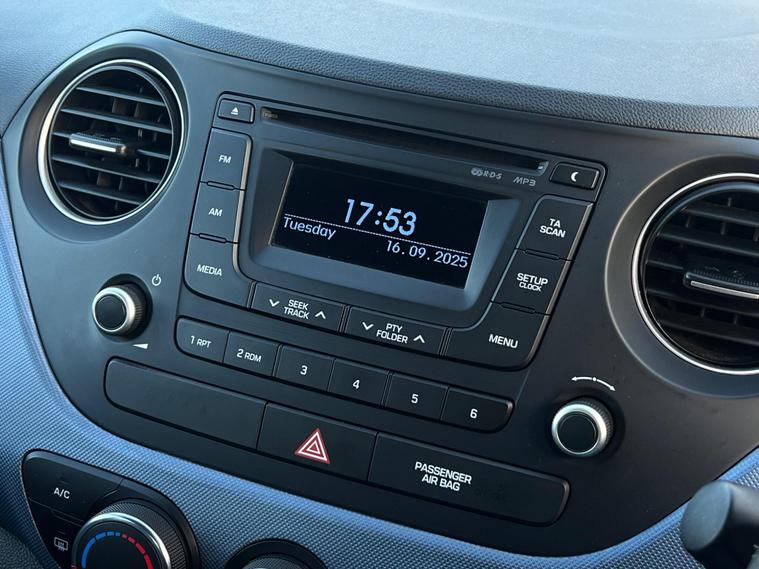 R·D·S
MP3
FM
AM
MEDIA
17:53
Tuesday
16.09.2025
TA
SCAN
SETUP
CLOCK
MENU
SEEK
TRACK
PTY
FOLDER
1 RPT
2 RDM
3
4
5
6
PASSENGER
AIR BAG
A/C